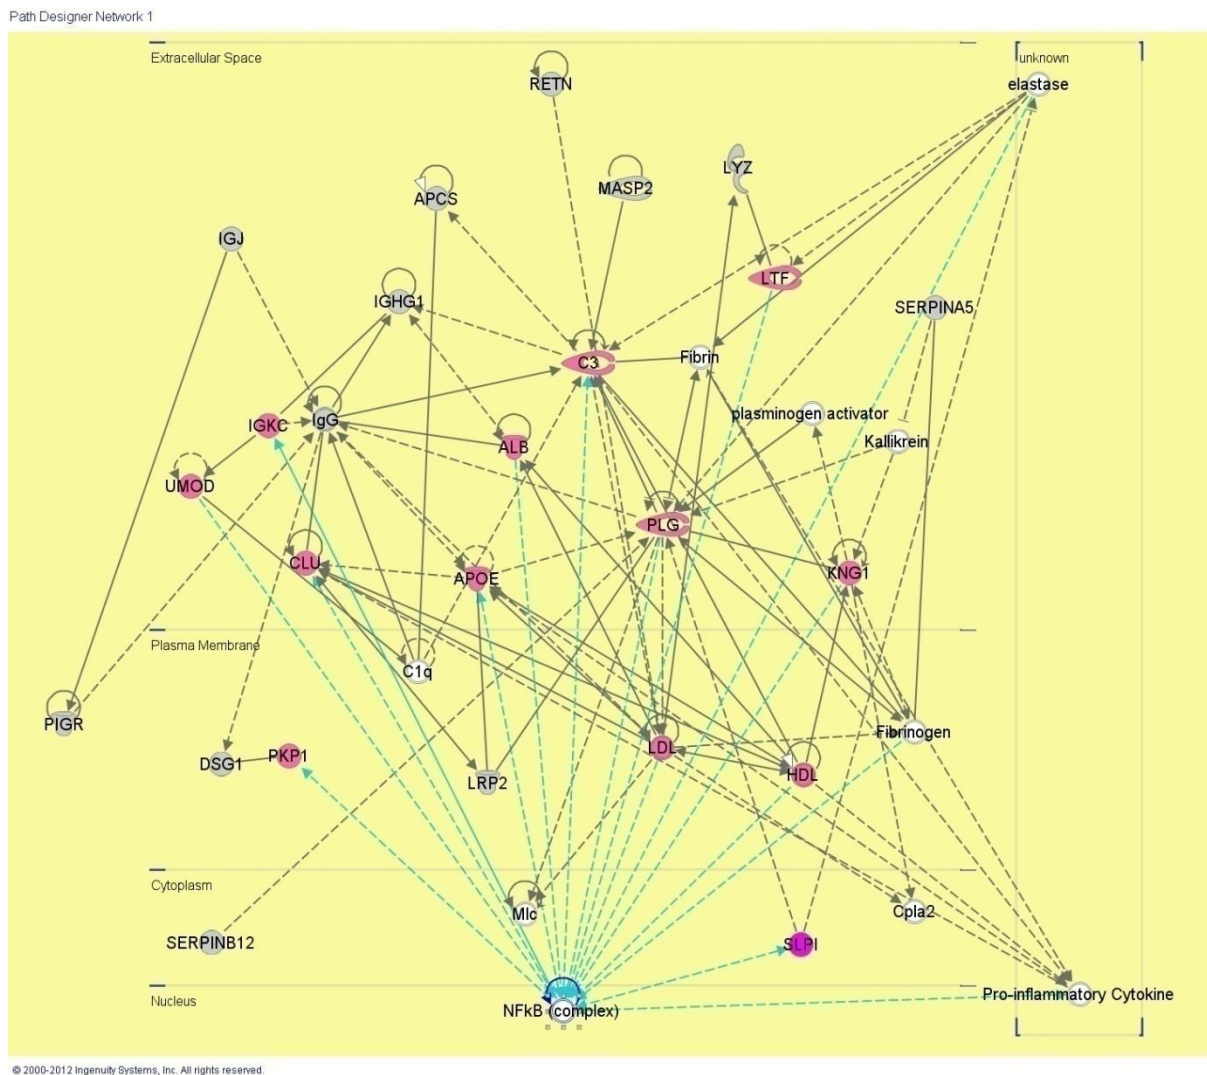 Path Designer Network 1
Extracellular Space
unknown
RETN
elastase
LYZ
MASP2
APCS
IGJ
LTF
IGHG1
SERPINA5
Fibrin
C3
plasminogen activator
IgG
IGKC
Kallikrein
ALB
UMOD
PLG
CLU
KNG1
APOE
Plasma Membrane
C1q
PIGR
Fibrinogen
LDL
PKP1
DSG1
HDL
LRP2
Cytoplasm
Mlc
Cpla2
SERPINB12
SLPI
Pro-inflammatory Cytokine
Nucleus
NFkB (complex)
© 2000-2012 Ingenuity Systems, Inc. All rights reserved.